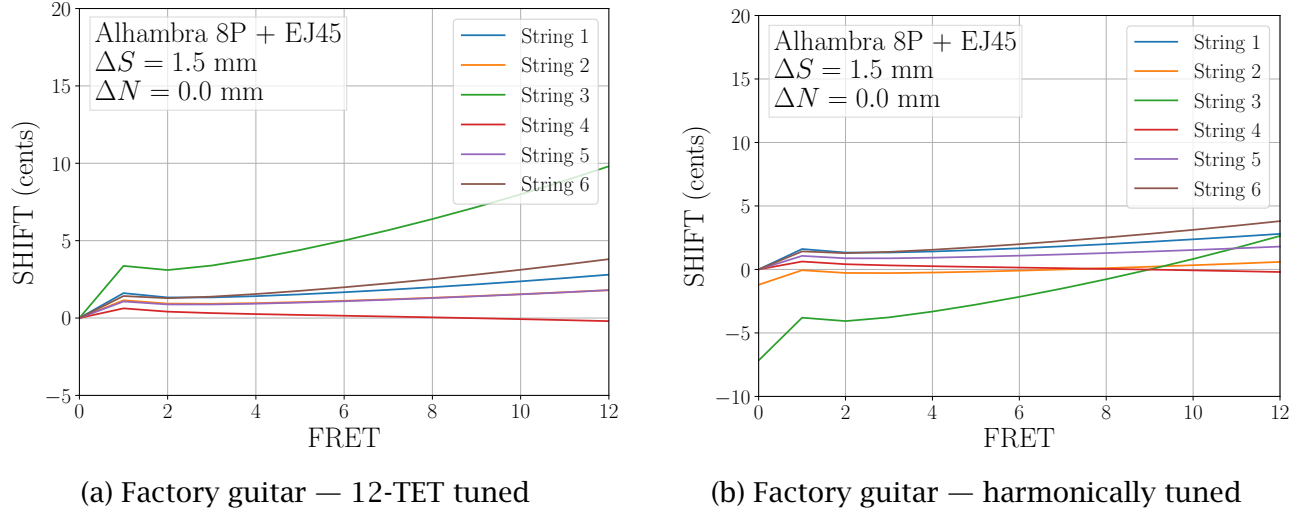 20
15
10
5
0
−5
SHIFT (cents)
Alhambra 8P + EJ45
ΔS = 1.5 mm
ΔN = 0.0 mm
String 1
String 2
String 3
String 4
String 5
String 6
0 2 4 6 8 10 12
FRET
(a) Factory guitar — 12-TET tuned
20
15
10
5
0
−5
−10
SHIFT (cents)
Alhambra 8P + EJ45
ΔS = 1.5 mm
ΔN = 0.0 mm
String 1
String 2
String 3
String 4
String 5
String 6
0 2 4 6 8 10 12
FRET
(b) Factory guitar — harmonically tuned